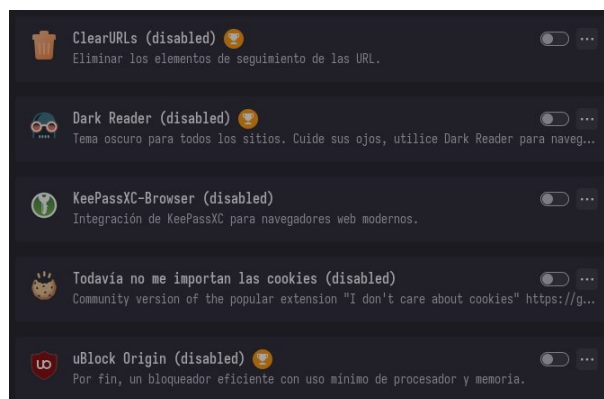 ClearURLs (disabled)
Eliminar los elementos de seguimiento de las URL.
Dark Reader (disabled)
Tema oscuro para todos los sitios. Cuide sus ojos, utilice Dark Reader para naveg...
KeePassXC-Browser (disabled)
Integración de KeePassXC para navegadores web modernos.
Todavía no me importan las cookies (disabled)
Community version of the popular extension "I don't care about cookies" https://g...
uBlock Origin (disabled)
Por fin, un bloqueador eficiente con uso mínimo de procesador y memoria.